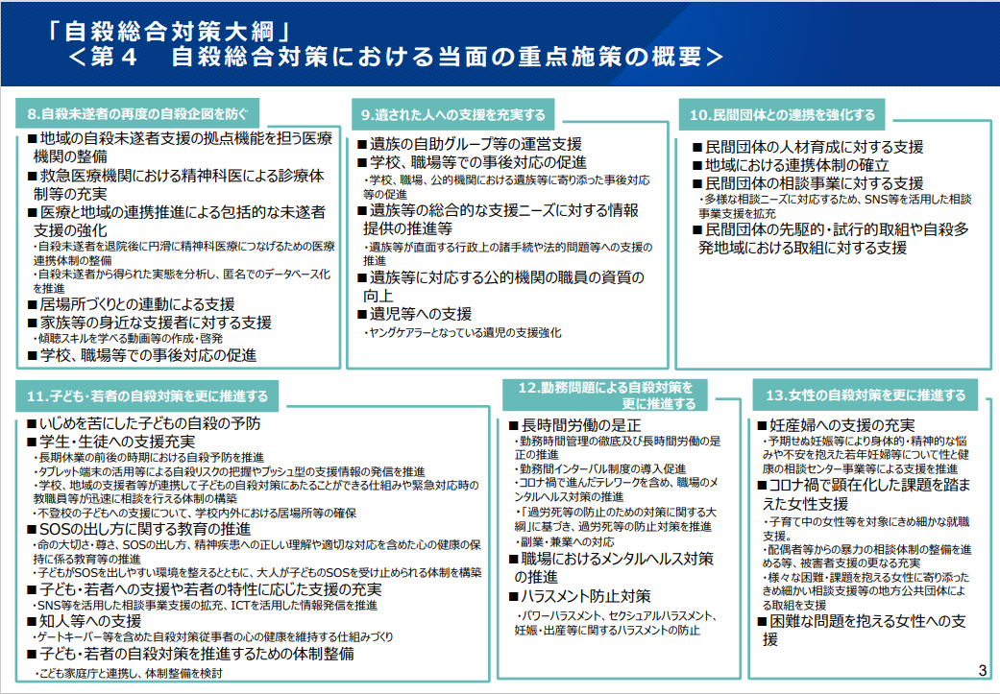 「自殺総合対策大綱」
＜第４　自殺総合対策における当面の重点施策の概要＞
8.自殺未遂者の再度の自殺企図を防ぐ
■地域の自殺未遂者支援の拠点機能を担う医療
機関の整備
■救急医療機関における精神科医による診療体
制等の充実
■医療と地域の連携推進による包括的な未遂者
支援の強化
・自殺未遂者を退院後に円滑に精神科医療につなげるための医療
連携体制の整備
・自殺未遂者から得られた実態を分析し、匿名でのデータベース化
を推進
■居場所づくりとの連動による支援
■家族等の身近な支援者に対する支援
・傾聴スキルを学べる動画等の作成・啓発
■学校、職場等での事後対応の促進
9.遺された人への支援を充実する
■遺族の自助グループ等の運営支援
■学校、職場等での事後対応の促進
・学校、職場、公的機関における遺族等に寄り添った事後対応
等の促進
■遺族等の総合的な支援ニーズに対する情報
提供の推進等
・遺族等が直面する行政上の諸手続や法的問題等への支援の
推進
■遺族等に対応する公的機関の職員の資質の
向上
■遺児等への支援
・ヤングケアラーとなっている遺児の支援強化
10.民間団体との連携を強化する
■民間団体の人材育成に対する支援
■地域における連携体制の確立
■民間団体の相談事業に対する支援
・多様な相談ニーズに対応するため、SNS等を活用した相談
事業支援を拡充
■民間団体の先駆的・試行的取組や自殺多
発地域における取組に対する支援
11.子ども・若者の自殺対策を更に推進する
■いじめを苦にした子どもの自殺の予防
■学生・生徒への支援充実
・長期休業の前後の時期における自殺予防を推進
・タブレット端末の活用等による自殺リスクの把握やプッシュ型の支援情報の発信を推進
・学校、地域の支援者等が連携して子どもの自殺対策にあたることができる仕組みや緊急対応時の
教職員等が迅速に相談を行える体制の構築
・不登校の子どもへの支援について、学校内外における居場所等の確保
■SOSの出し方に関する教育の推進
・命の大切さ・尊さ、SOSの出し方、精神疾患への正しい理解や適切な対応を含めた心の健康の保
持に係る教育等の推進
・子どもがSOSを出しやすい環境を整えるとともに、大人が子どものSOSを受け止められる体制を構築
■子ども・若者への支援や若者の特性に応じた支援の充実
・SNS等を活用した相談事業支援の拡充、ICTを活用した情報発信を推進
■知人等への支援
・ゲートキーパー等を含めた自殺対策従事者の心の健康を維持する仕組みづくり
■子ども・若者の自殺対策を推進するための体制整備
・こども家庭庁と連携し、体制整備を検討
12.勤務問題による自殺対策を
更に推進する
■長時間労働の是正
・勤務時間管理の徹底及び長時間労働の是
正の推進
・勤務間インターバル制度の導入促進
・コロナ禍で進んだテレワークを含め、職場のメ
ンタルヘルス対策の推進
・「過労死等の防止のための対策に関する大
綱」に基づき、過労死等の防止対策を推進
・副業・兼業への対応
■職場におけるメンタルヘルス対策
の推進
■ハラスメント防止対策
・パワーハラスメント、セクシュアルハラスメント、
妊娠・出産等に関するハラスメントの防止
13.女性の自殺対策を更に推進する
■妊産婦への支援の充実
・予期せぬ妊娠等により身体的・精神的な悩
みや不安を抱えた若年妊婦等について性と健
康の相談センター事業等による支援を推進
■コロナ禍で顕在化した課題を踏ま
えた女性支援
・子育て中の女性等を対象にきめ細かな就職
支援。
・配偶者等からの暴力の相談体制の整備を進
める等、被害者支援の更なる充実
・様々な困難・課題を抱える女性に寄り添った
きめ細かい相談支援等の地方公共団体によ
る取組を支援
■困難な問題を抱える女性への支
援
3